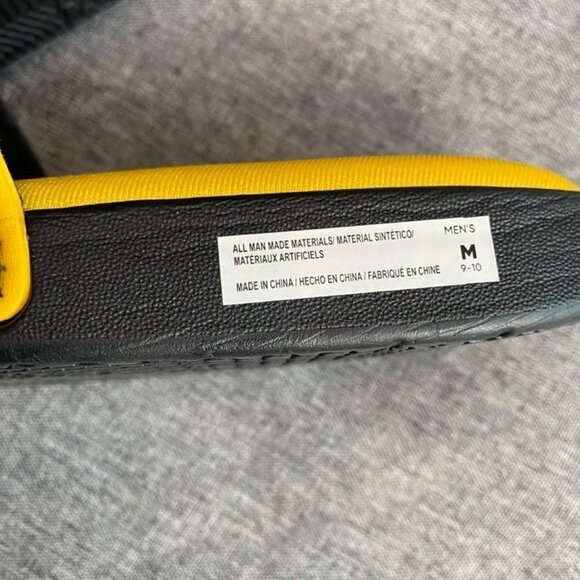 ALL MAN MADE MATERIALS/ MATERIAL SINTÉTICO/
MATÉRIAUX ARTIFICIELS
MADE IN CHINA / HECHO EN CHINA / FABRIQUÉ EN CHINE
MEN'S
M
9-10